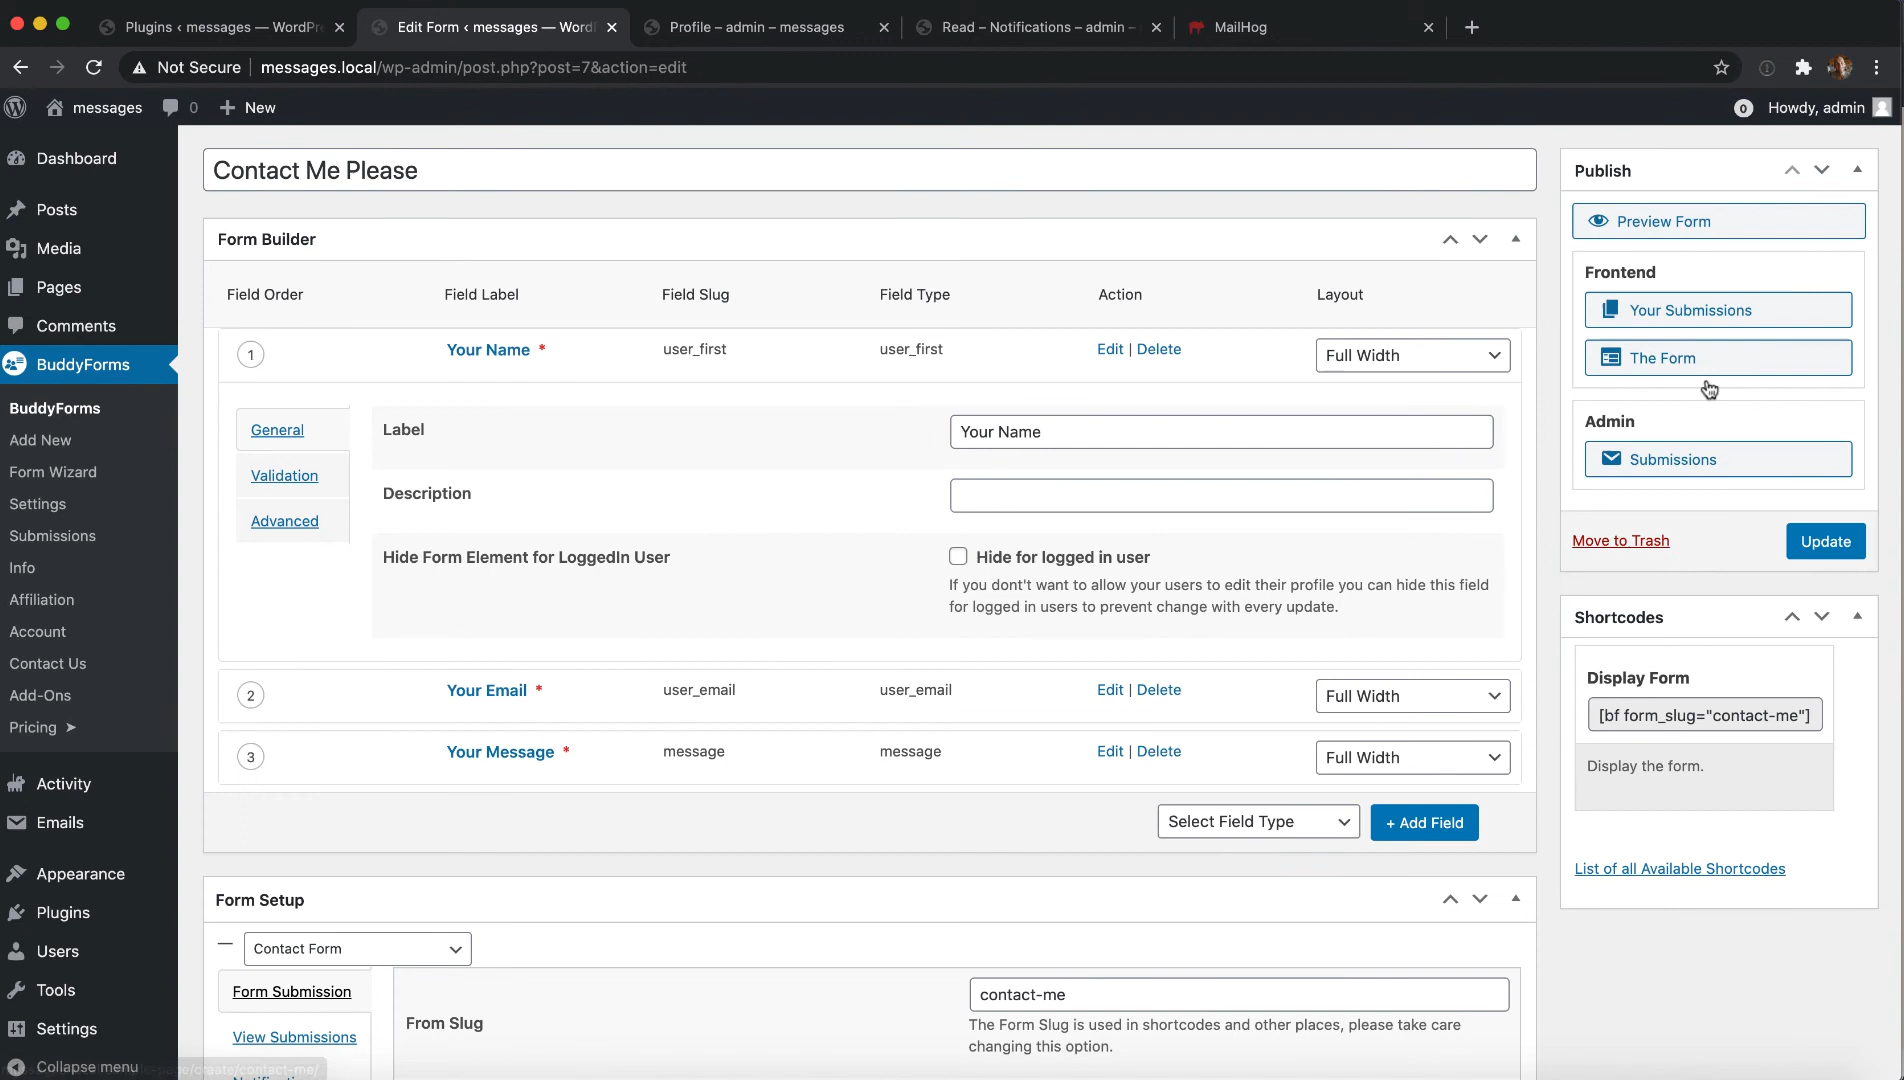 Plugins ‹ messages — WordPre
Edit Form ‹ messages — Word
Profile – admin – messages
Read – Notifications – admin –
MailHog
Not Secure
messages.local/wp-admin/post.php?post=7&action=edit
messages
0
New
0
Howdy, admin
Dashboard
Posts
Media
Pages
Comments
BuddyForms
BuddyForms
Add New
Form Wizard
Settings
Submissions
Info
Affiliation
Account
Contact Us
Add-Ons
Pricing ➤
Activity
Emails
Appearance
Plugins
Users
Tools
Settings
Collapse menu
Contact Me Please
Form Builder
Field Order Field Label Field Slug Field Type Action Layout
1 Your Name * user_first user_first Edit | Delete Full Width
General
Validation
Advanced
Label
Your Name
Description
Hide Form Element for LoggedIn User
Hide for logged in user
If you dont't want to allow your users to edit their profile you can hide this field
for logged in users to prevent change with every update.
2 Your Email * user_email user_email Edit | Delete Full Width
3 Your Message * message message Edit | Delete Full Width
Select Field Type
+ Add Field
Form Setup
Contact Form
Form Submission
View Submissions
From Slug
contact-me
The Form Slug is used in shortcodes and other places, please take care
changing this option.
Publish
Preview Form
Frontend
Your Submissions
The Form
Admin
Submissions
Move to Trash
Update
Shortcodes
Display Form
[bf form_slug="contact-me"]
Display the form.
List of all Available Shortcodes